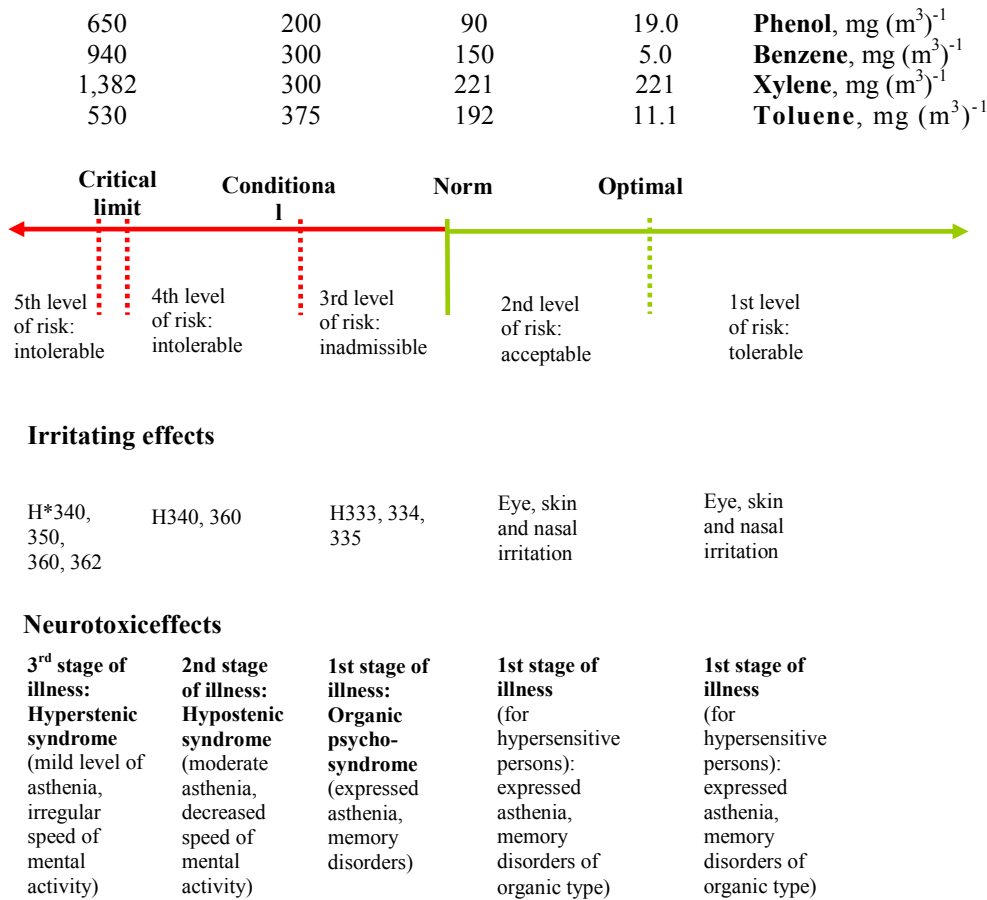 650 200 90 19.0 Phenol, mg (m³)⁻¹
940 300 150 5.0 Benzene, mg (m³)⁻¹
1,382 300 221 221 Xylene, mg (m³)⁻¹
530 375 192 11.1 Toluene, mg (m³)⁻¹
Critical
limit
Conditiona
l
Norm
Optimal
5th level
of risk:
intolerable
4th level
of risk:
intolerable
3rd level
of risk:
inadmissible
2nd level
of risk:
acceptable
1st level
of risk:
tolerable
Irritating effects
H*340,
350,
360, 362
H340, 360
H333, 334,
335
Eye, skin
and nasal
irritation
Eye, skin
and nasal
irritation
Neurotoxiceffects
3rd stage of
illness:
Hyperstenic
syndrome
(mild level of
asthenia,
irregular
speed of
mental
activity)
2nd stage
of illness:
Hypostenic
syndrome
(moderate
asthenia,
decreased
speed of
mental
activity)
1st stage of
illness:
Organic
psycho-
syndrome
(expressed
asthenia,
memory
disorders)
1st stage of
illness
(for
hypersensitive
persons):
expressed
asthenia,
memory
disorders of
organic type)
1st stage of
illness
(for
hypersensitive
persons):
expressed
asthenia,
memory
disorders of
organic type)